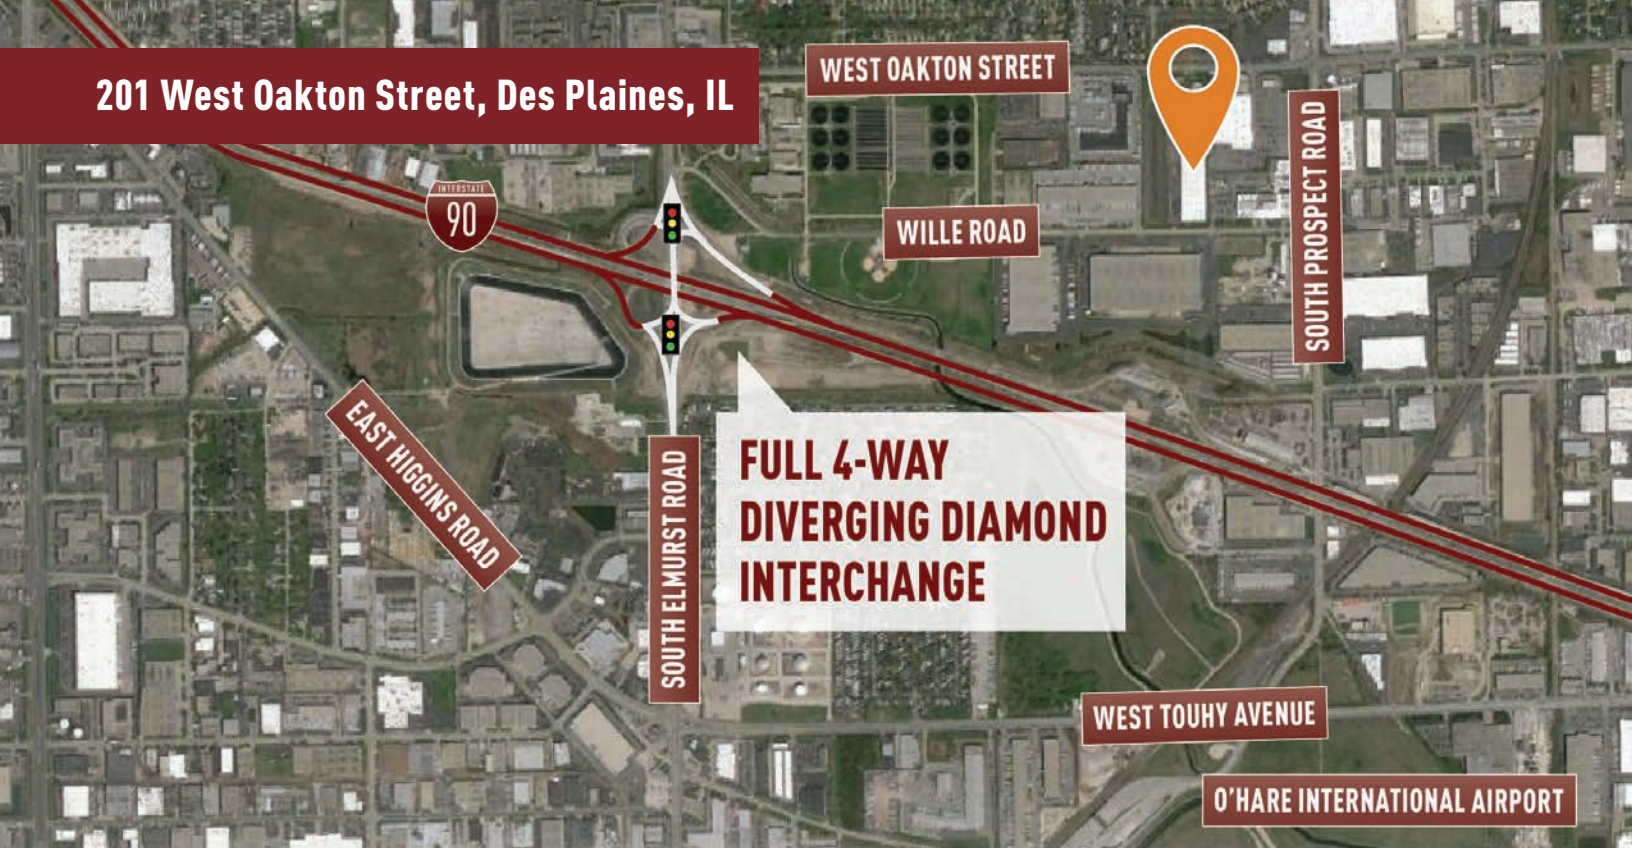 201 West Oakton Street, Des Plaines, IL
WEST OAKTON STREET
SOUTH PROSPECT ROAD
INTERSTATE
90
WILLE ROAD
EAST HIGGINS ROAD
SOUTH ELMURST ROAD
FULL 4-WAY
DIVERGING DIAMOND
INTERCHANGE
WEST TOUHY AVENUE
O'HARE INTERNATIONAL AIRPORT